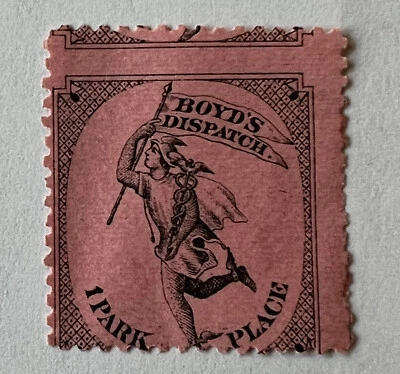 BOYD'S
DISPATCH.
1 PARK PLACE